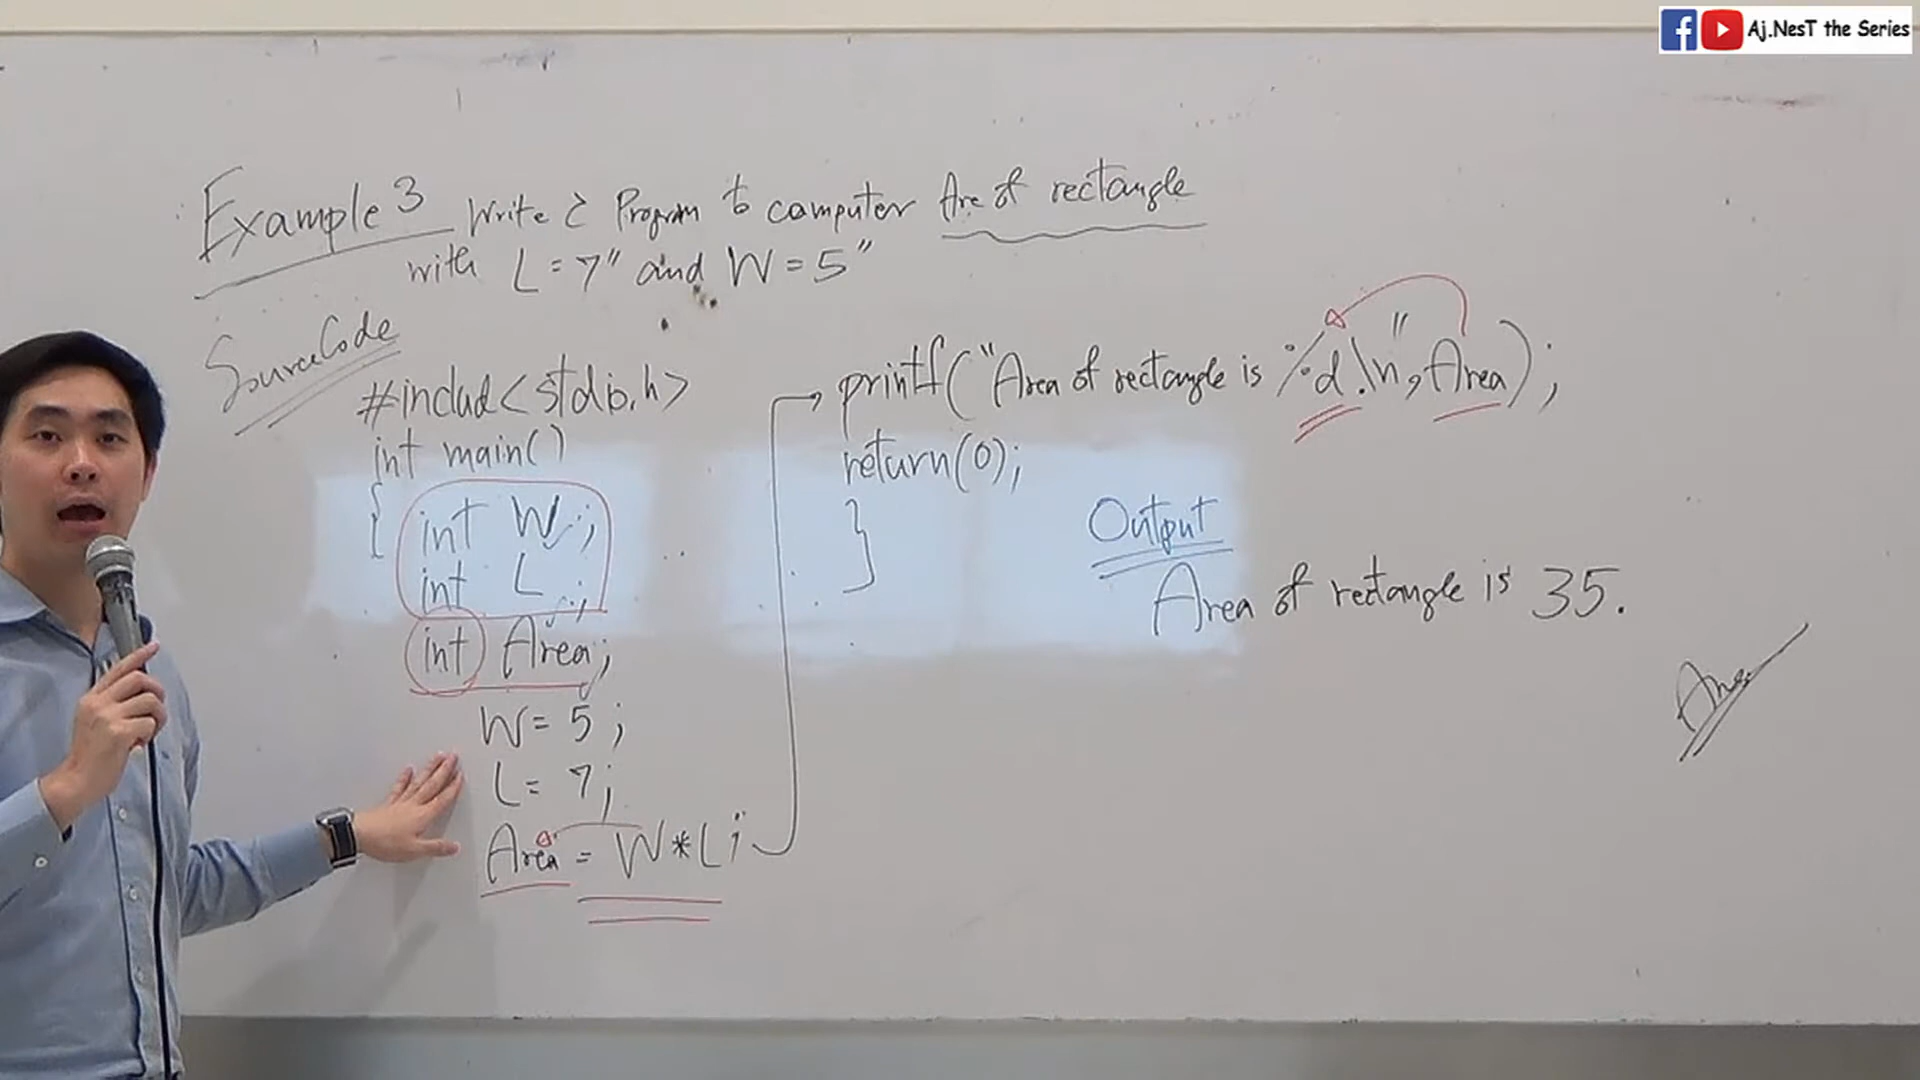 Aj.NesT the Series
Example 3 Write C Program to computer Are of rectangle
with L = 7" and W = 5"
SourceCode
#includ<stdio.h>
int main()
{ int W ;
int L ;
int Area;
W = 5 ;
L = 7;
Area = W*L;
printf("Area of rectangle is %d.\n", Area);
return(0);
}
Output
Area of rectangle is 35.
Ans